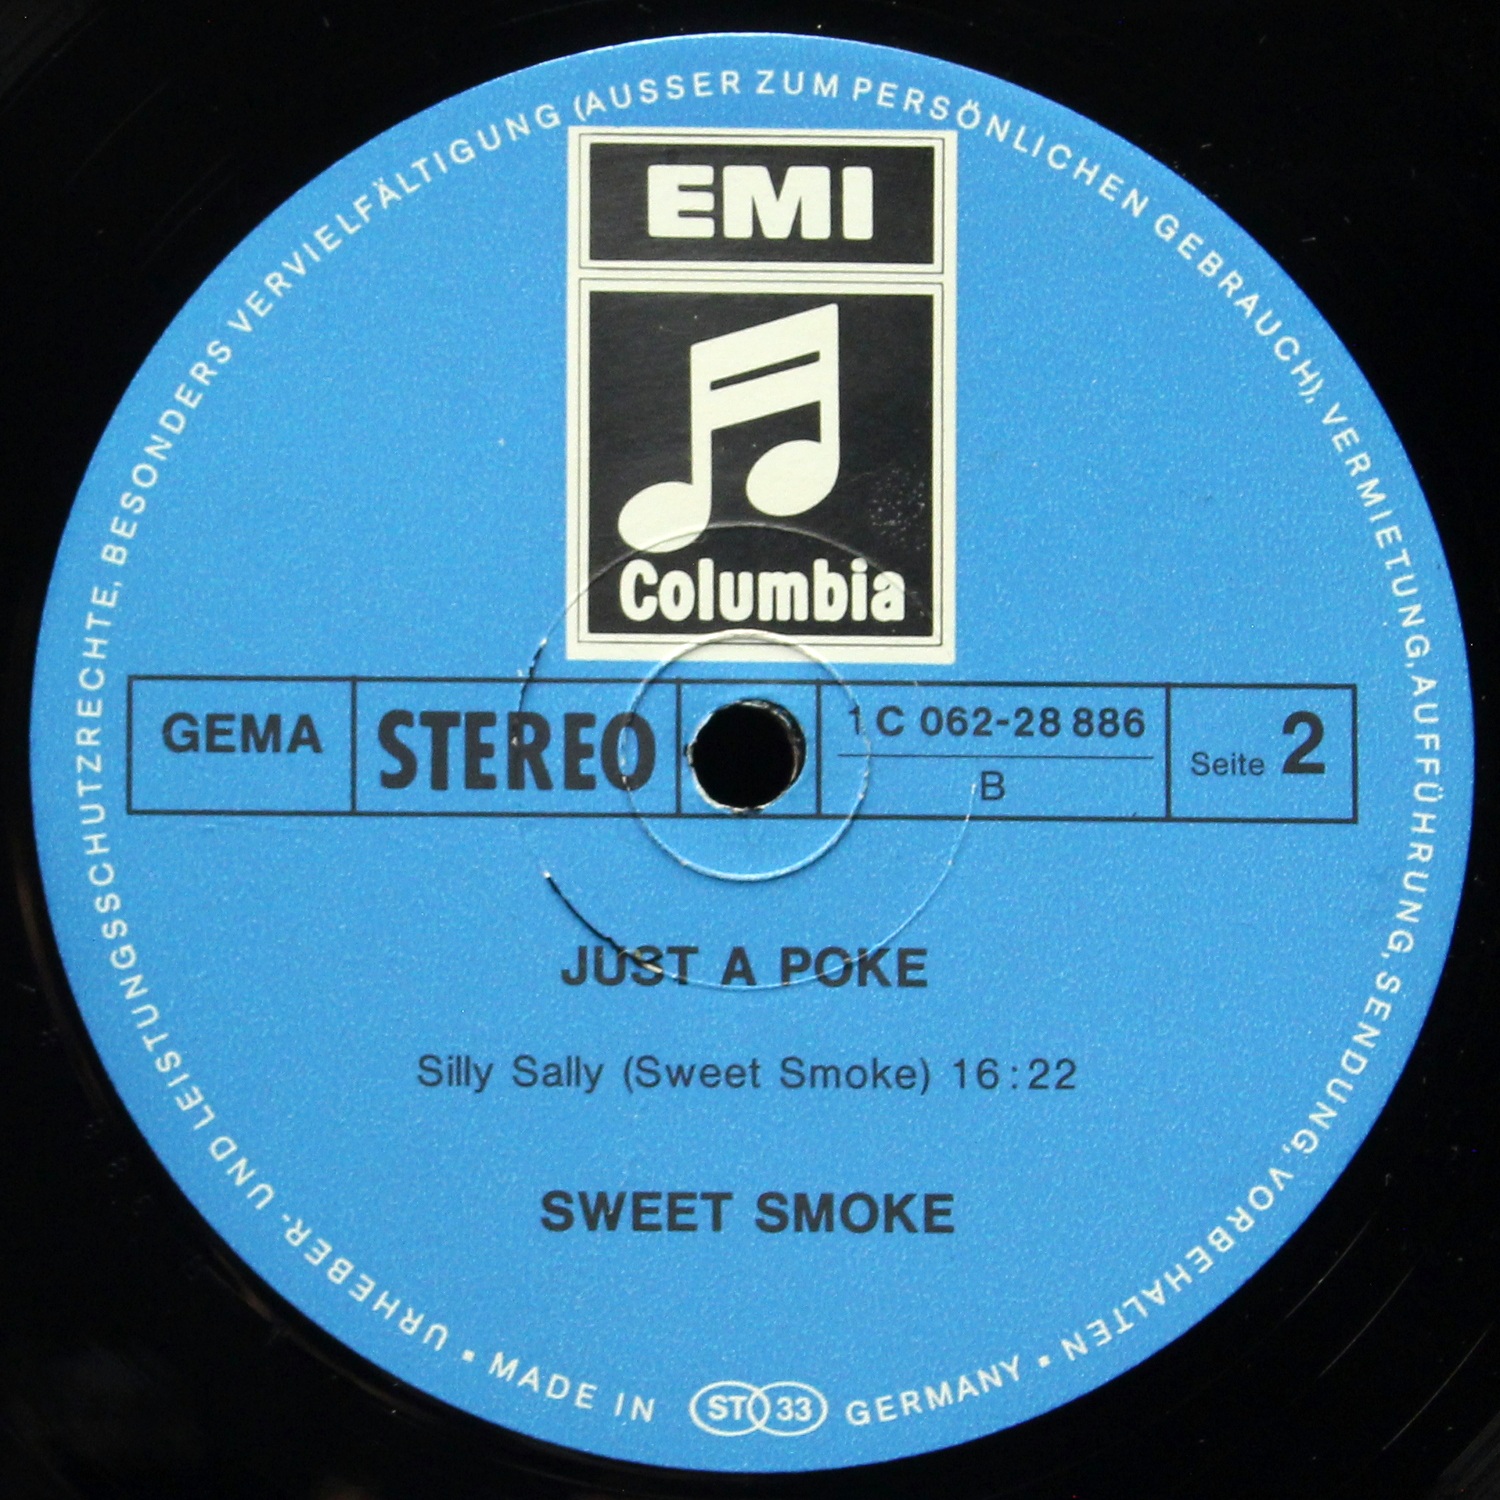 URHEBER- UND LEISTUNGSSCHUTZRECHTE, BESONDERS VERVIELFÄLTIGUNG (AUSSER ZUM PERSÖNLICHEN GEBRAUCH), VERMIETUNG, AUFFÜHRUNG, SENDUNG, VORBEHALTEN
EMI
Columbia
GEMA
STEREO
1 C 062-28 886
B
Seite 2
JUST A POKE
Silly Sally (Sweet Smoke) 16:22
SWEET SMOKE
▪ MADE IN ST 33 GERMANY ▪